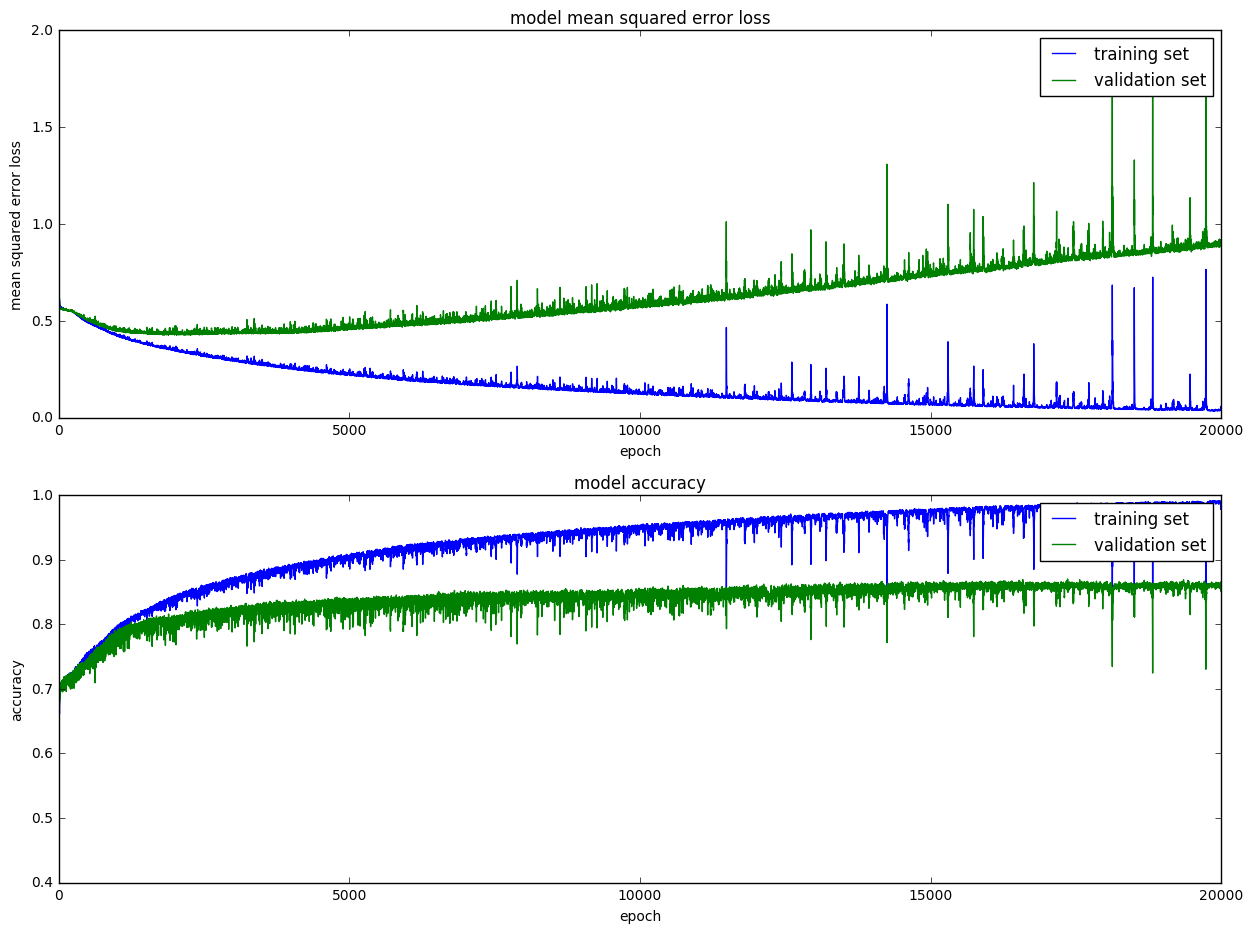 model mean squared error loss
2.0
1.5
1.0
0.5
0.0
mean squared error loss
training set
validation set
0 5000 10000 15000 20000
epoch
model accuracy
1.0
0.9
0.8
0.7
0.6
0.5
0.4
accuracy
training set
validation set
0 5000 10000 15000 20000
epoch